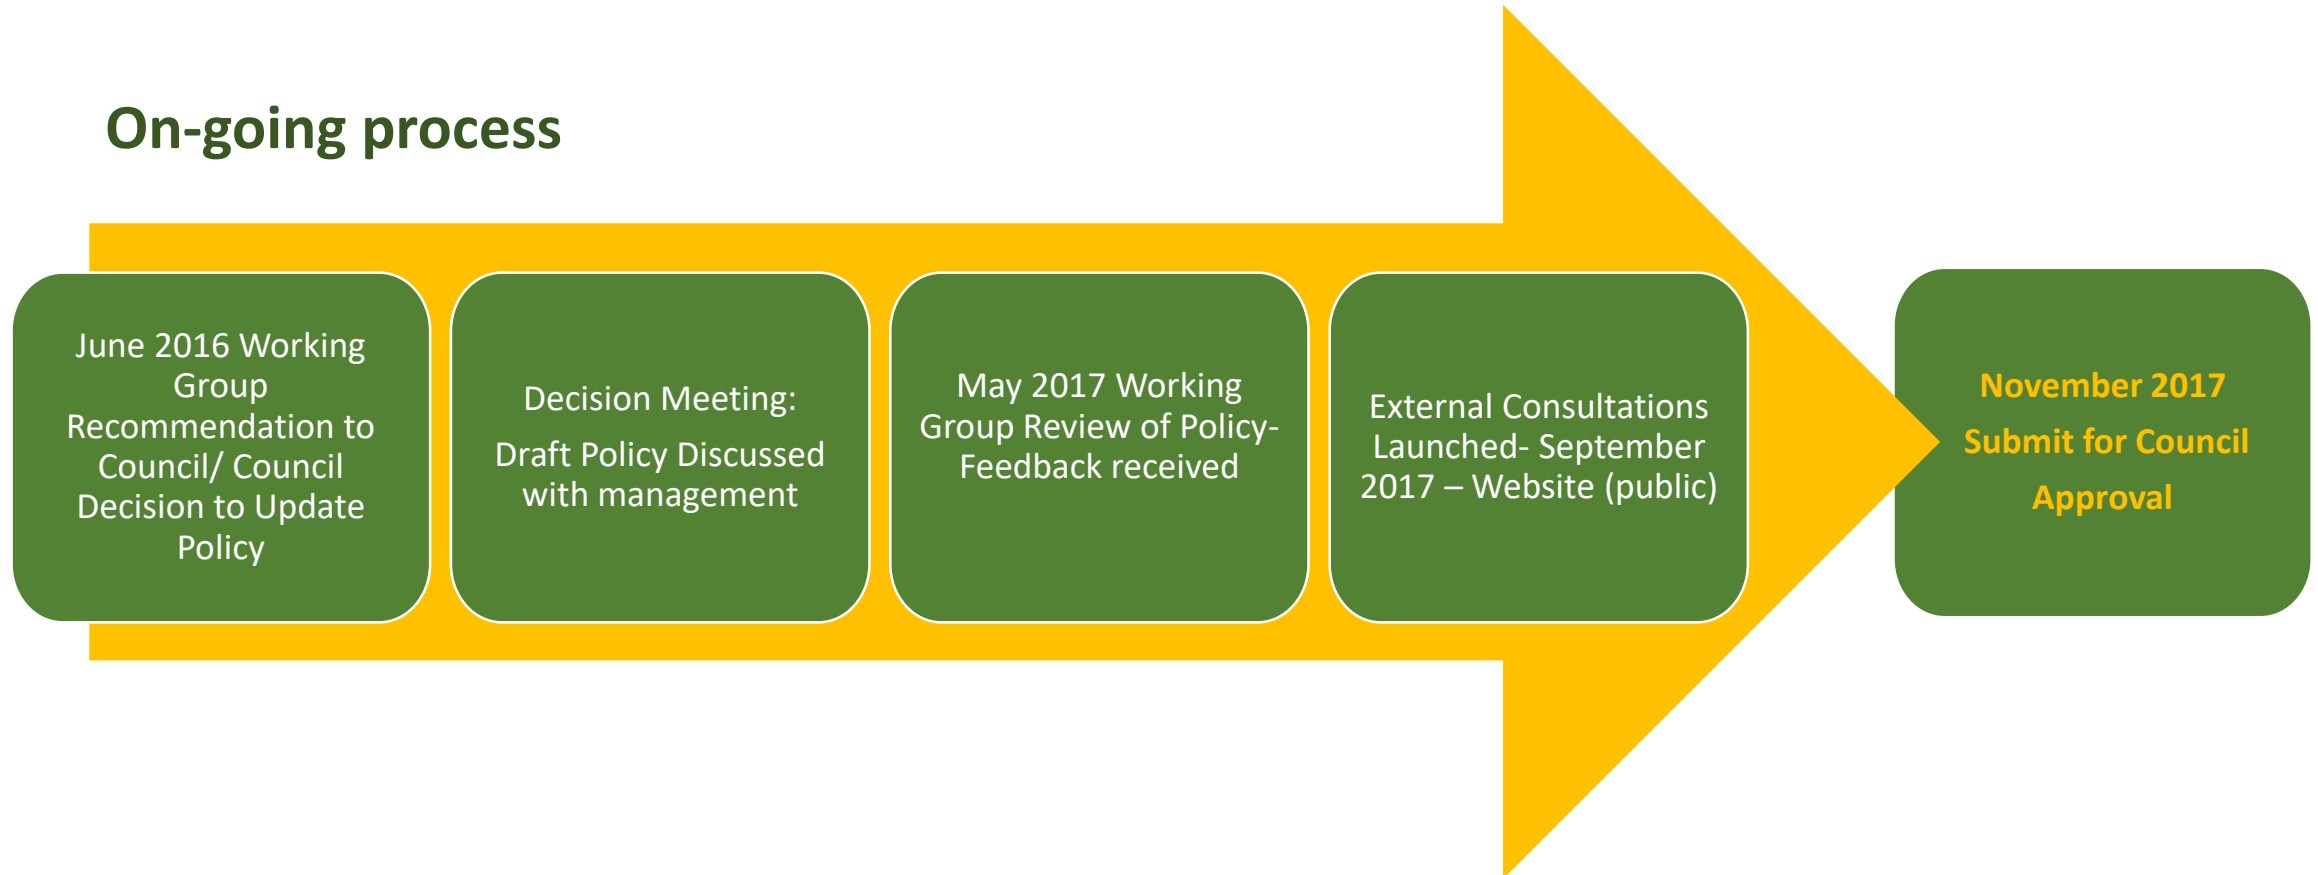 On-going process
June 2016 Working
Group
Recommendation to
Council/ Council
Decision to Update
Policy
Decision Meeting:
Draft Policy Discussed
with management
May 2017 Working
Group Review of Policy-
Feedback received
External Consultations
Launched- September
2017 – Website (public)
November 2017
Submit for Council
Approval